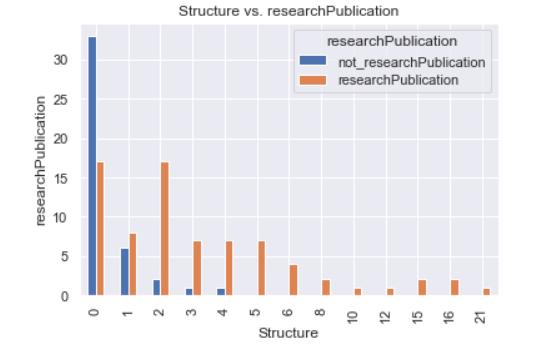 Structure vs. researchPublication
researchPublication
not_researchPublication
researchPublication
researchPublication
30
25
20
15
10
5
0
0 1 2 3 4 5 6 8 10 12 15 16 21
Structure